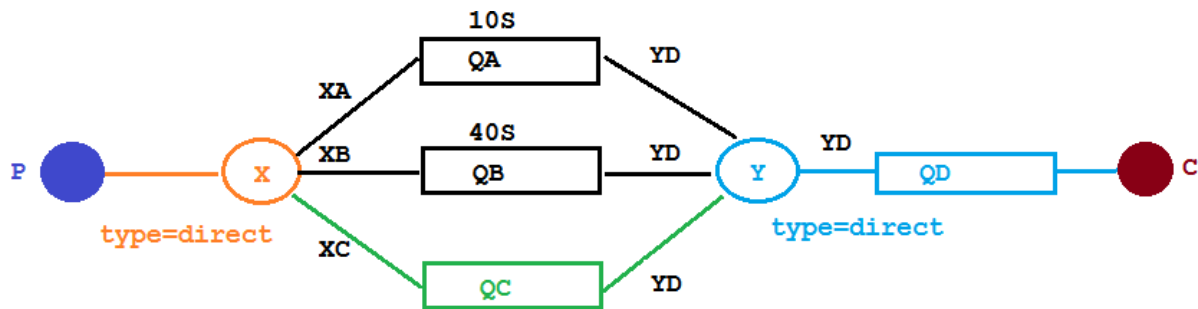 10S
QA
YD
XA
40S
P
X
XB
QB
YD
Y
YD
QD
C
type=direct
type=direct
XC
QC
YD